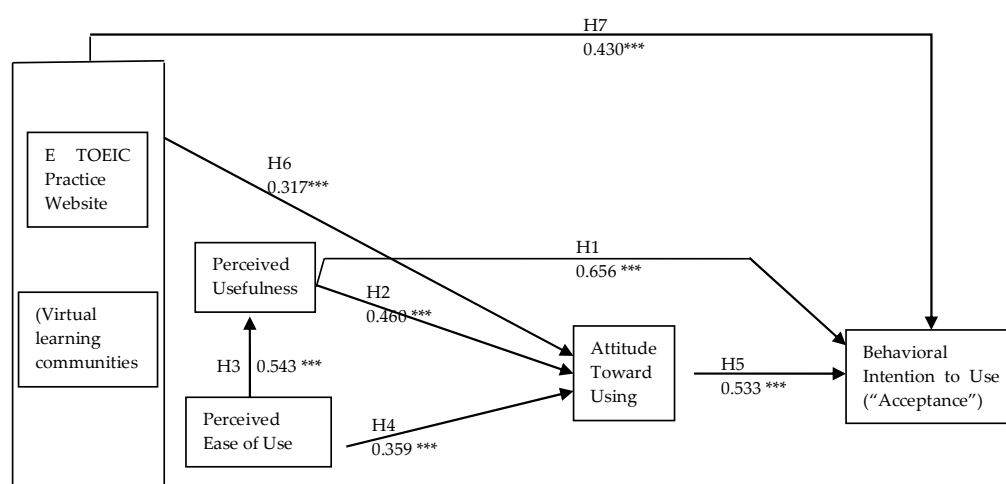 H7
0.430***
E TOEIC
Practice
Website
H6
0.317***
Perceived
Usefulness
H1
0.656 ***
H2
0.460 ***
(Virtual
learning
communities
H3 0.543 ***
Attitude
Toward
Using
H5
0.533 ***
Behavioral
Intention to Use
(“Acceptance”)
Perceived
Ease of Use
H4
0.359 ***